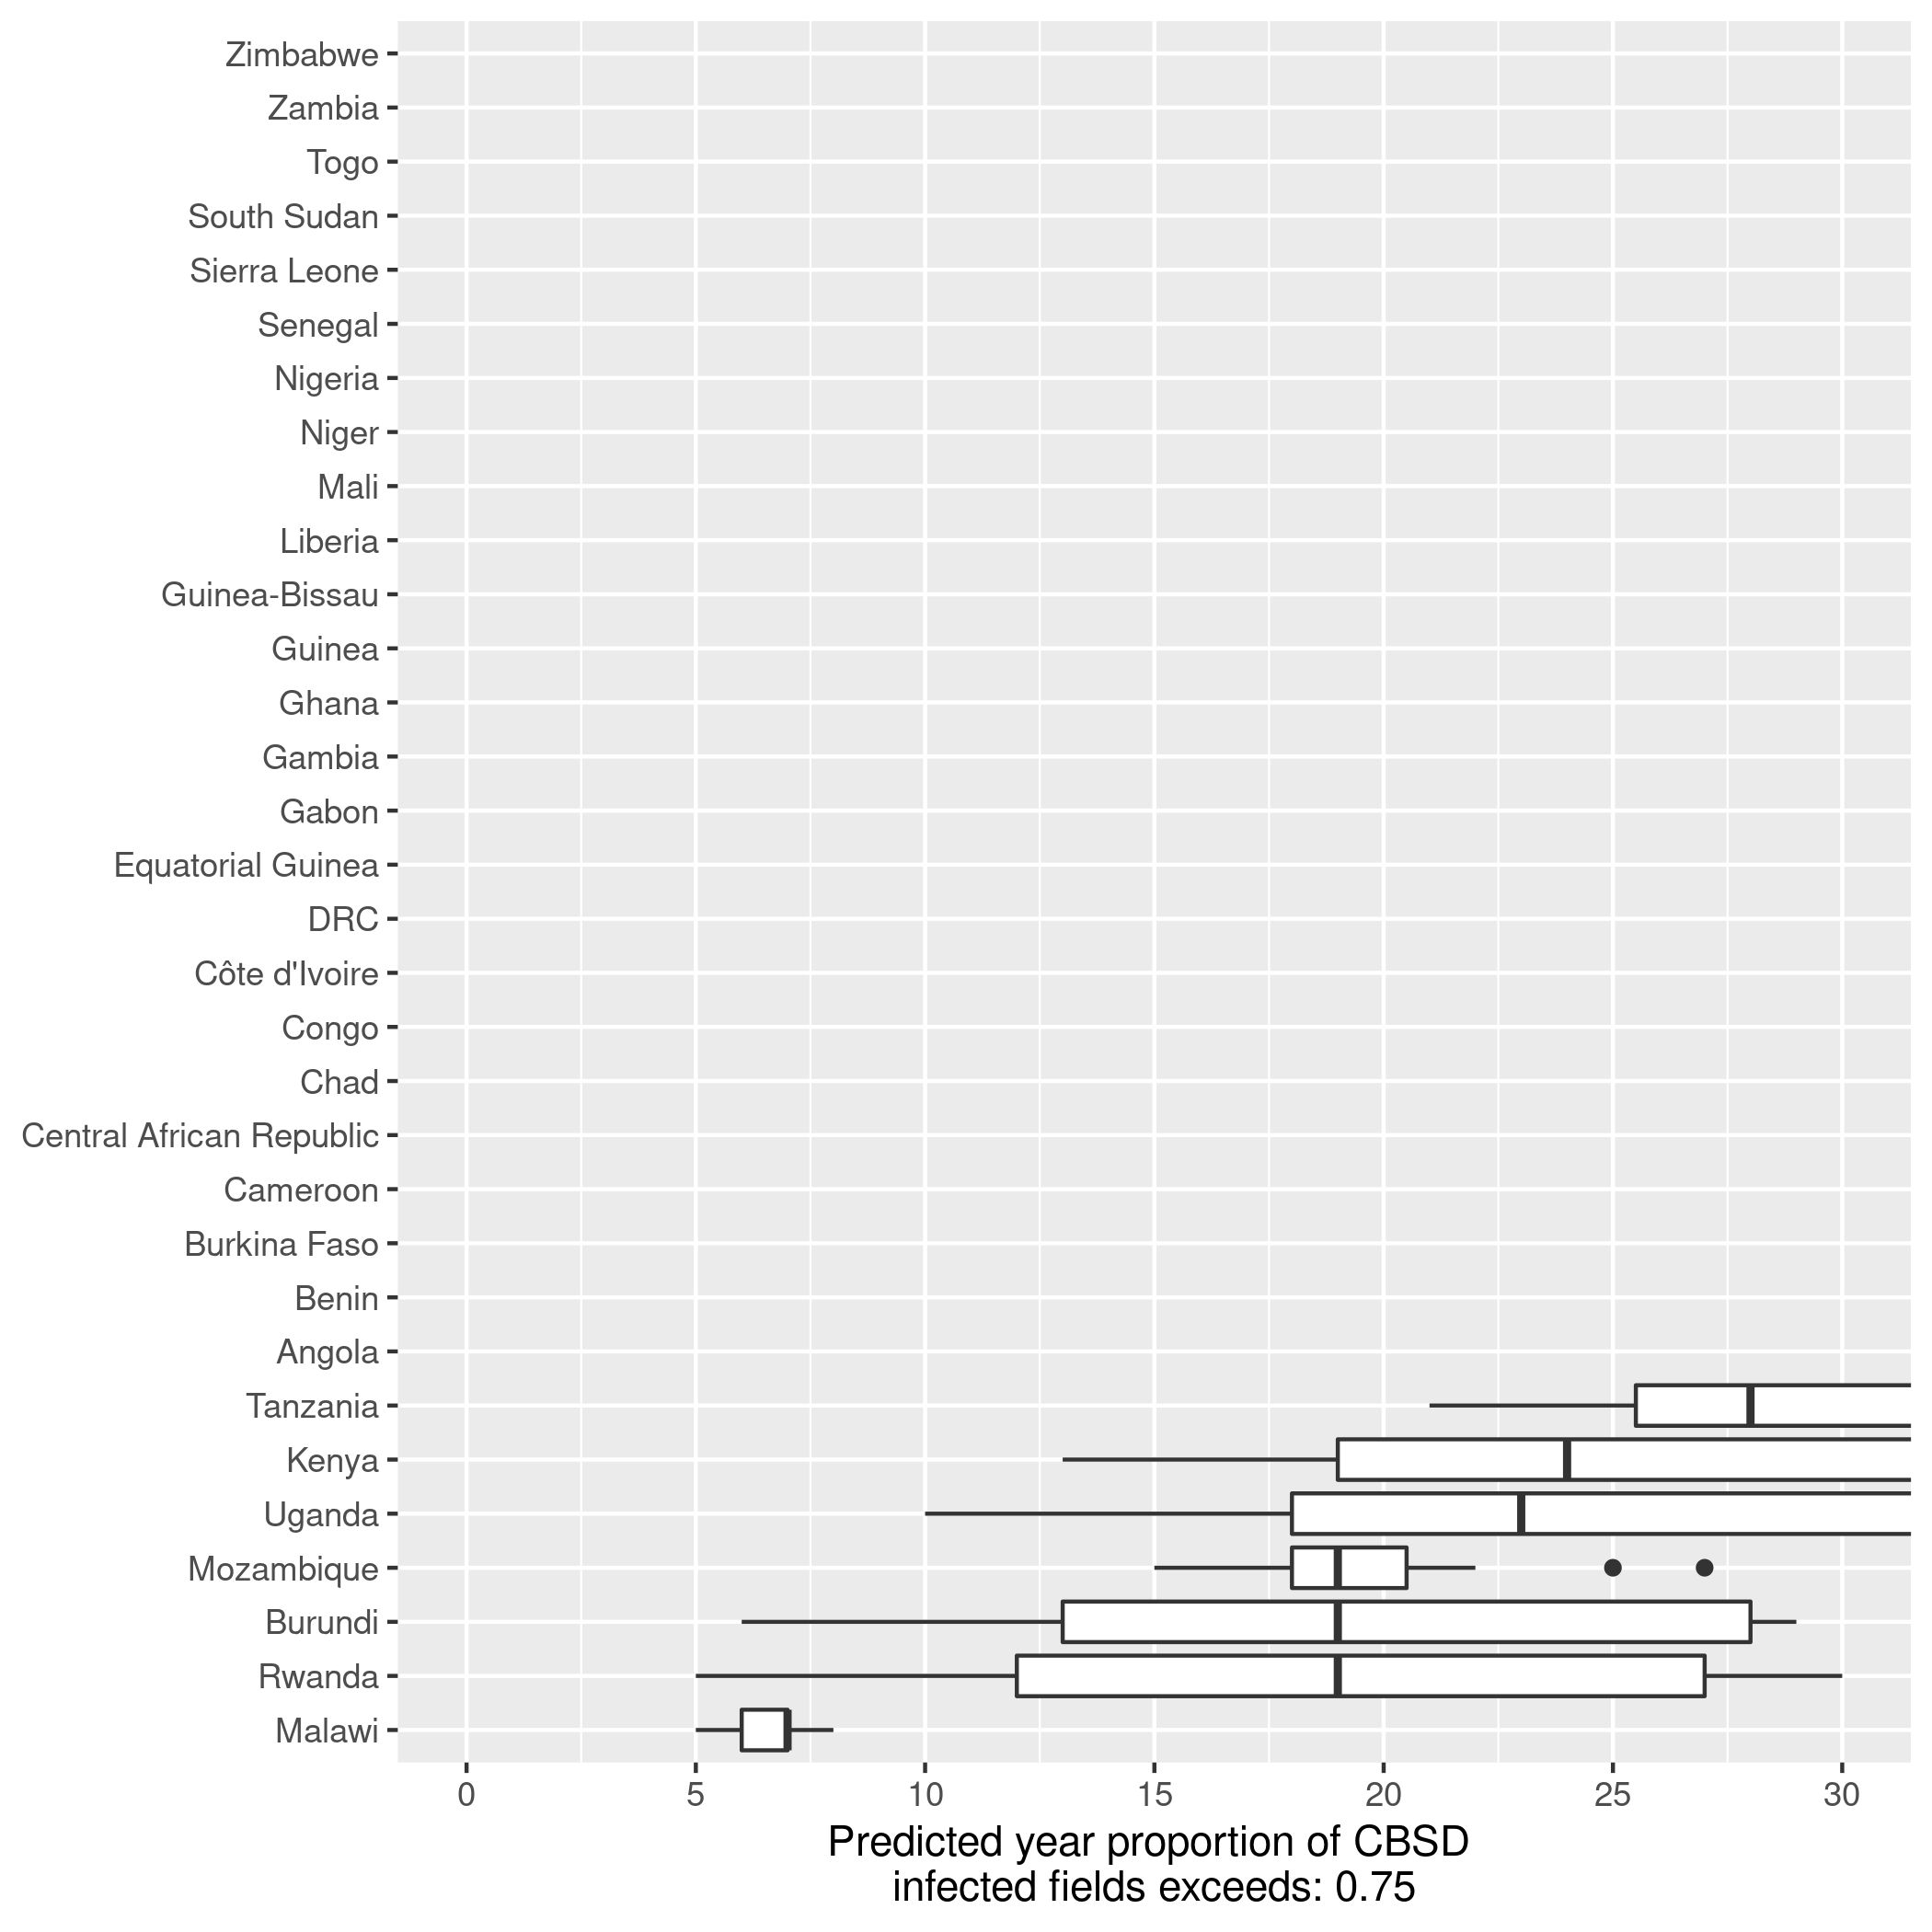 Zimbabwe
Zambia
Togo
South Sudan
Sierra Leone
Senegal
Nigeria
Niger
Mali
Liberia
Guinea-Bissau
Guinea
Ghana
Gambia
Gabon
Equatorial Guinea
DRC
Côte d'Ivoire
Congo
Chad
Central African Republic
Cameroon
Burkina Faso
Benin
Angola
Tanzania
Kenya
Uganda
Mozambique
Burundi
Rwanda
Malawi
0 5 10 15 20 25 30
Predicted year proportion of CBSD
infected fields exceeds: 0.75